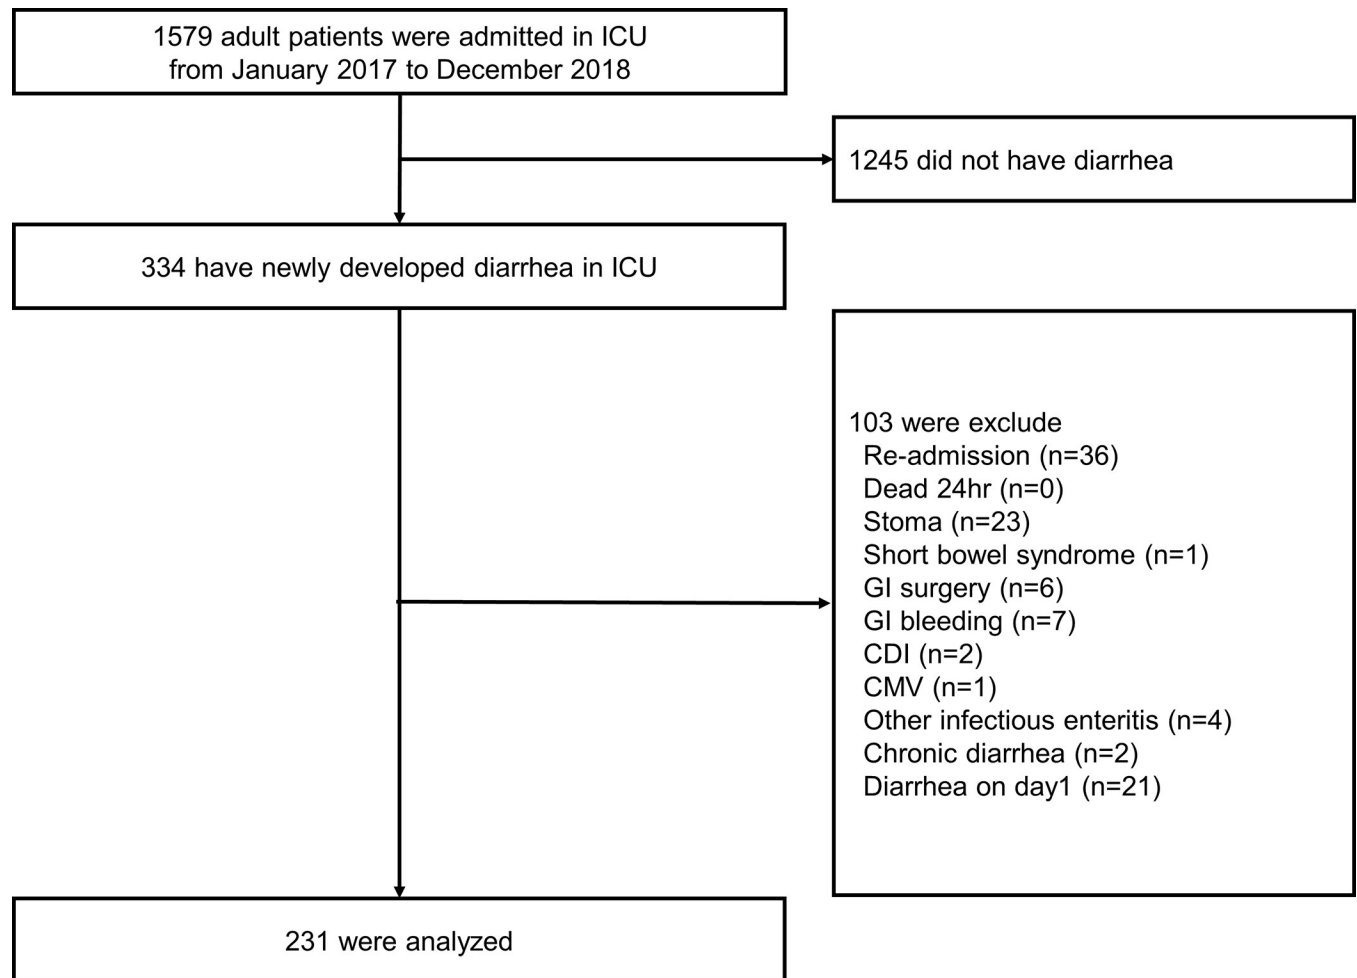 1579 adult patients were admitted in ICU
from January 2017 to December 2018
1245 did not have diarrhea
334 have newly developed diarrhea in ICU
103 were exclude
Re-admission (n=36)
Dead 24hr (n=0)
Stoma (n=23)
Short bowel syndrome (n=1)
GI surgery (n=6)
GI bleeding (n=7)
CDI (n=2)
CMV (n=1)
Other infectious enteritis (n=4)
Chronic diarrhea (n=2)
Diarrhea on day1 (n=21)
231 were analyzed